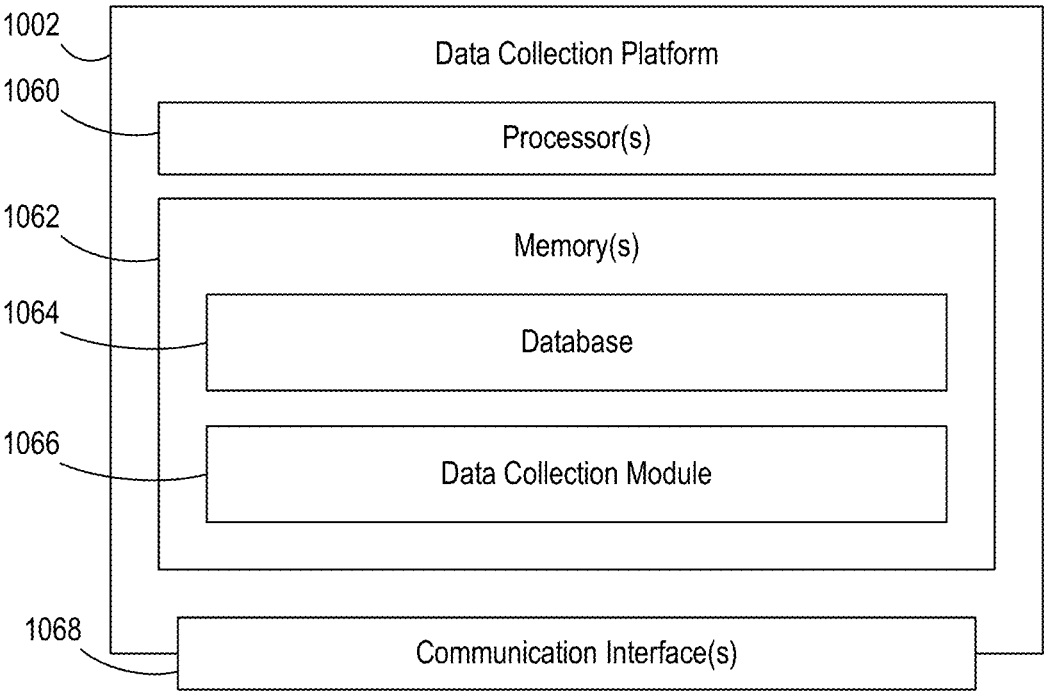 1002
Data Collection Platform
1060
Processor(s)
1062
Memory(s)
1064
Database
1066
Data Collection Module
1068
Communication Interface(s)